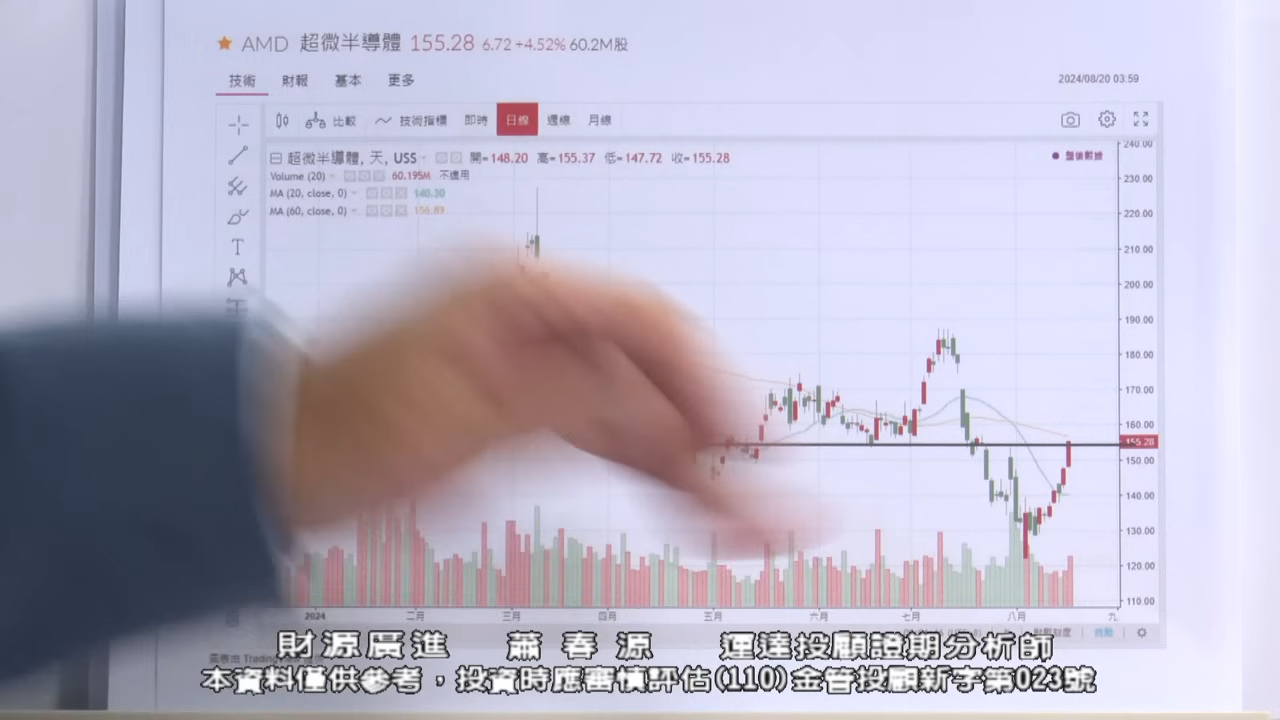 ★ AMD 超微半導體 155.28 6.72 +4.52% 60.2M股
技術 財報 基本 更多
2024/08/20 03:59
比較 技術指標 即時 日線 週線 月線
超微半導體, 天, USS 開=148.20 高=155.37 低=147.72 收=155.28
盤後數據
Volume (20) 60.195M 不適用
MA (20, close, 0) 140.30
MA (60, close, 0) 156.83
240.00
230.00
220.00
210.00
200.00
190.00
180.00
170.00
160.00
155.28
150.00
140.00
130.00
120.00
110.00
2024 二月 三月 四月 五月 六月 七月 八月 九
財源廣進 蕭春源 運達投顧證期分析師
本資料僅供參考，投資時應審慎評估(110)金管投顧新字第023號